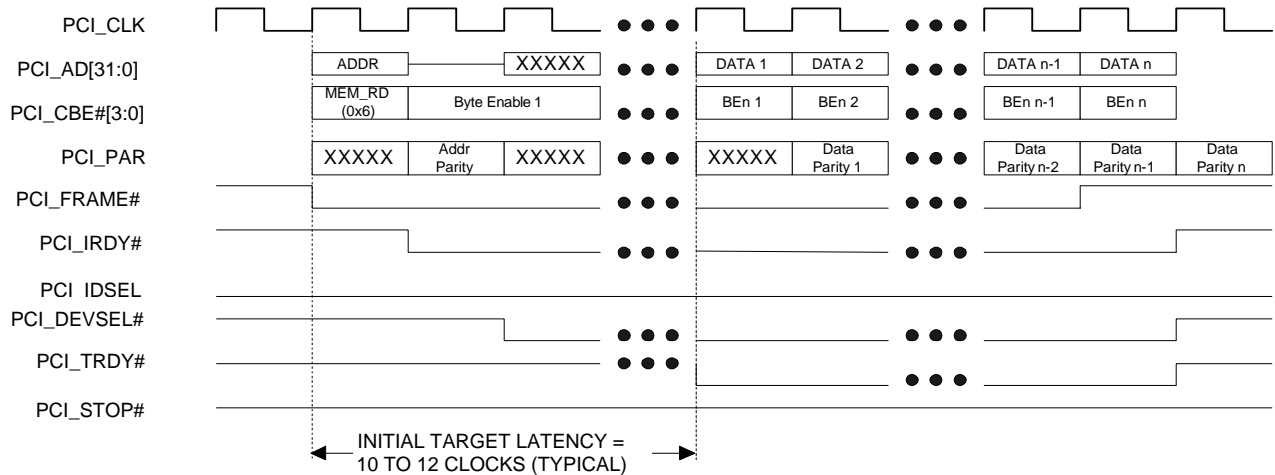 PCI_CLK
PCI_AD[31:0] ADDR XXXXX DATA 1 DATA 2 DATA n-1 DATA n
PCI_CBE#[3:0] MEM_RD (0x6) Byte Enable 1 BEn 1 BEn 2 BEn n-1 BEn n
PCI_PAR XXXXX Addr Parity XXXXX XXXXX Data Parity 1 Data Parity n-2 Data Parity n-1 Data Parity n
PCI_FRAME#
PCI_IRDY#
PCI IDSEL
PCI_DEVSEL#
PCI_TRDY#
PCI_STOP#
INITIAL TARGET LATENCY =
10 TO 12 CLOCKS (TYPICAL)